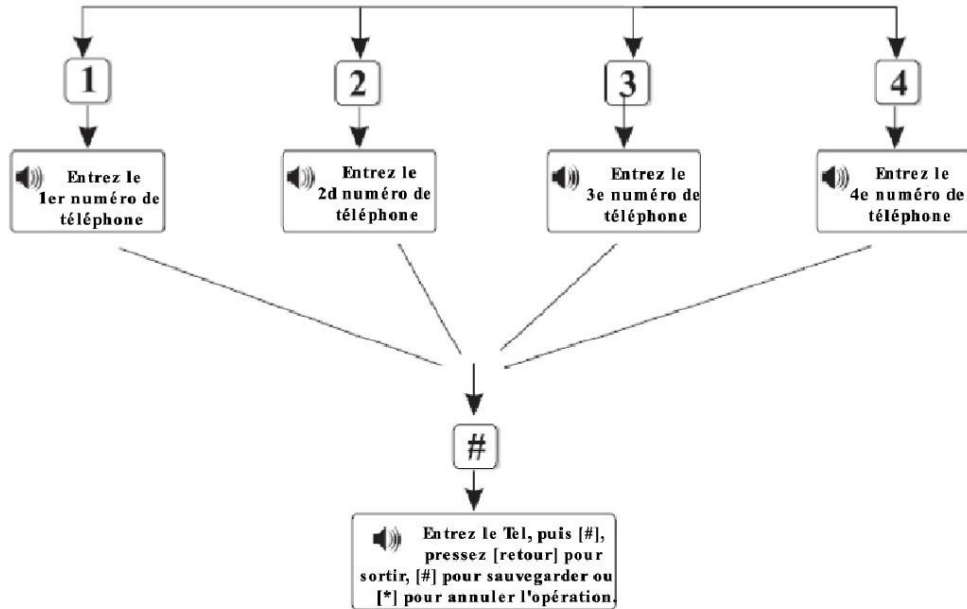 1
2
3
4
Entrez le
1er numéro de
téléphone
Entrez le
2d numéro de
téléphone
Entrez le
3e numéro de
téléphone
Entrez le
4e numéro de
téléphone
#
Entrez le Tel, puis [#],
pressez [retour] pour
sortir, [#] pour sauvegarder ou
[*] pour annuler l'opération.